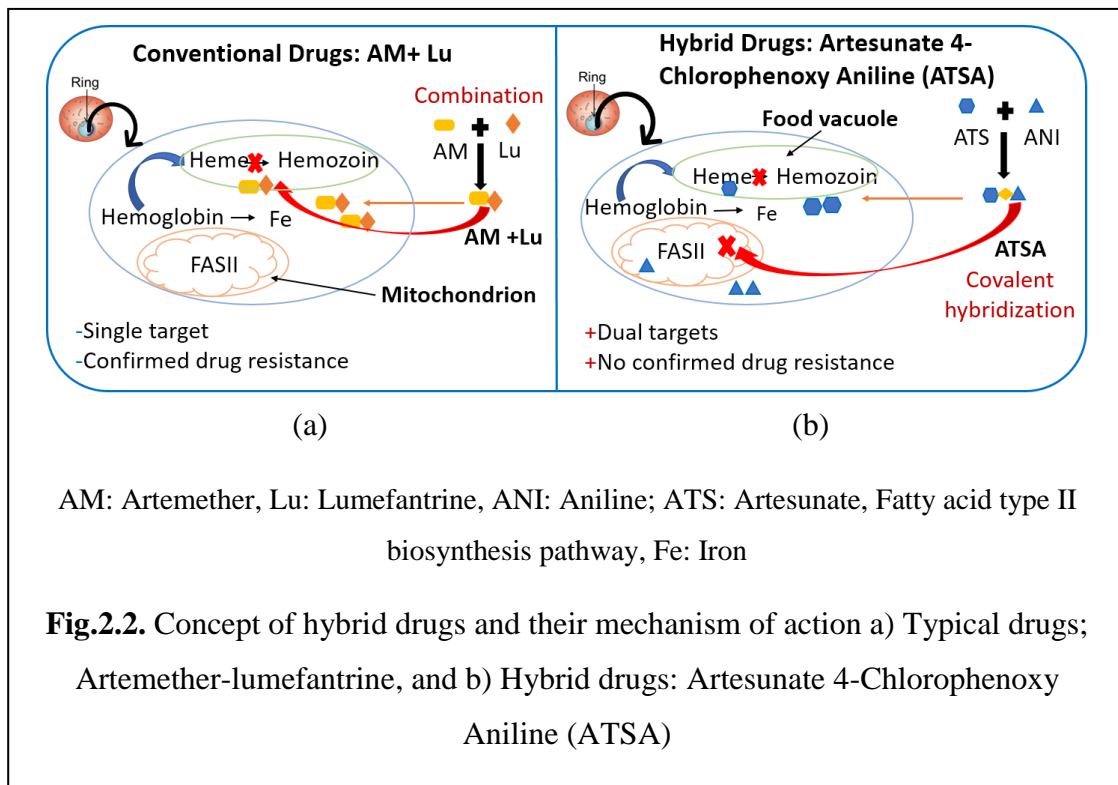 Conventional Drugs: AM+ Lu
Ring
Combination
AM
Lu
Heme
Hemozoin
Hemoglobin
Fe
AM +Lu
FASII
Mitochondrion
-Single target
-Confirmed drug resistance
Hybrid Drugs: Artesunate 4-
Chlorophenoxy Aniline (ATSA)
Ring
Food vacuole
ATS
ANI
Heme
Hemozoin
Hemoglobin
Fe
FASII
ATSA
Covalent
hybridization
+Dual targets
+No confirmed drug resistance
(a)
(b)
AM: Artemether, Lu: Lumefantrine, ANI: Aniline; ATS: Artesunate, Fatty acid type II
biosynthesis pathway, Fe: Iron
Fig.2.2. Concept of hybrid drugs and their mechanism of action a) Typical drugs;
Artemether-lumefantrine, and b) Hybrid drugs: Artesunate 4-Chlorophenoxy
Aniline (ATSA)